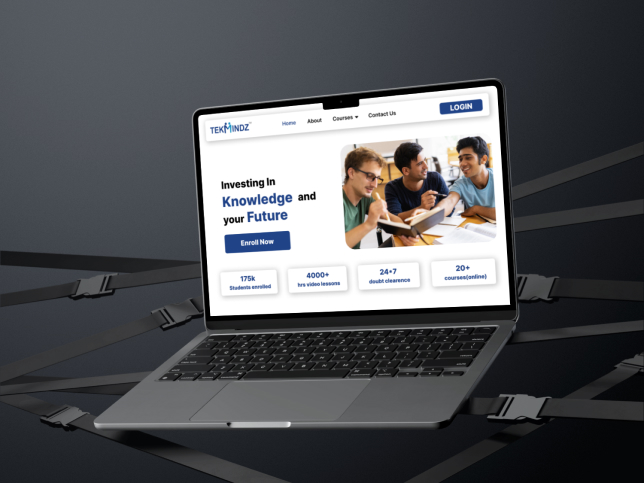 TEKMINDZ™
Home About Courses Contact Us
LOGIN
Investing In
Knowledge and
your Future
Enroll Now
175k
Students enrolled
4000+
hrs video lessons
24*7
doubt clearence
20+
courses(online)